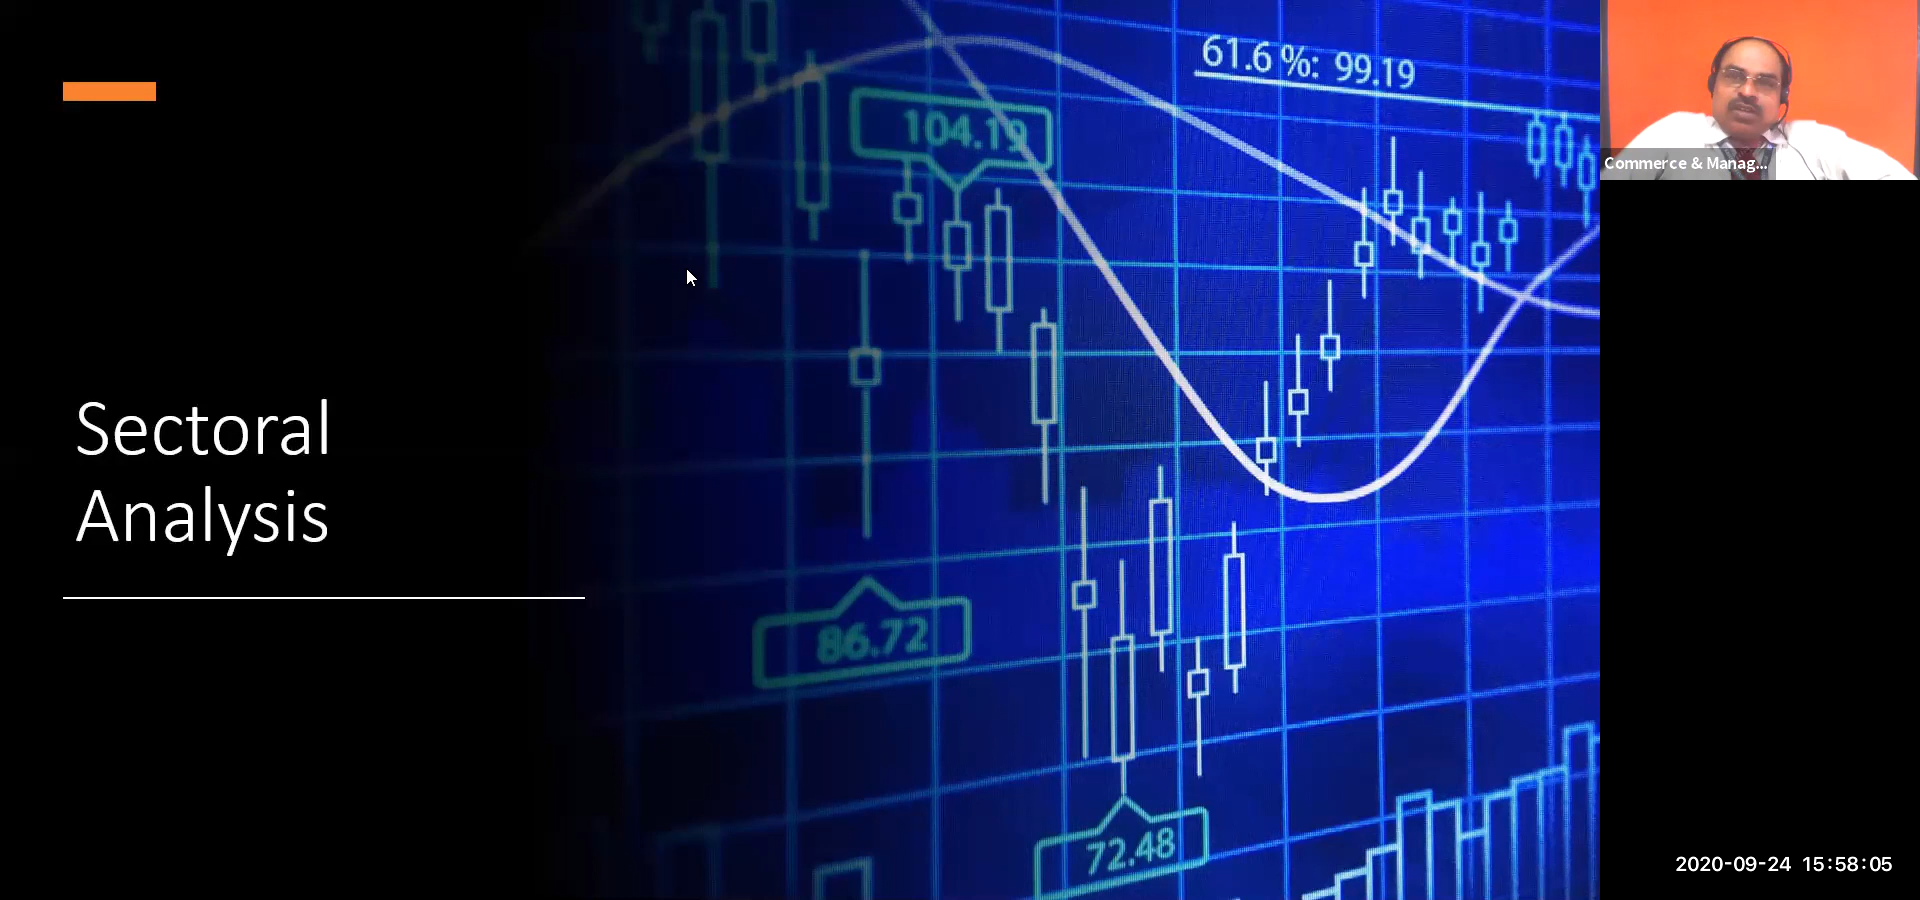 61.6 %: 99.19
104.19
Commerce & Manag...
Sectoral
Analysis
86.72
72.48
2020-09-24 15:58:05